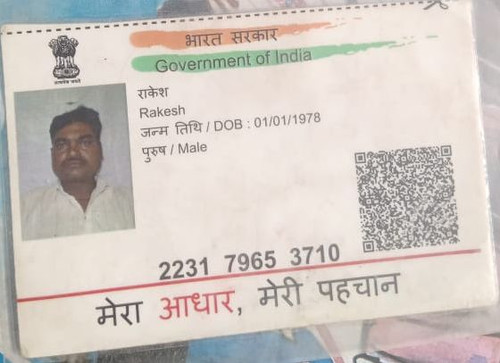 भारत सरकार
Government of India
राकेश
Rakesh
जन्म तिथि / DOB : 01/01/1978
पुरुष / Male
2231 7965 3710
मेरा आधार, मेरी पहचान